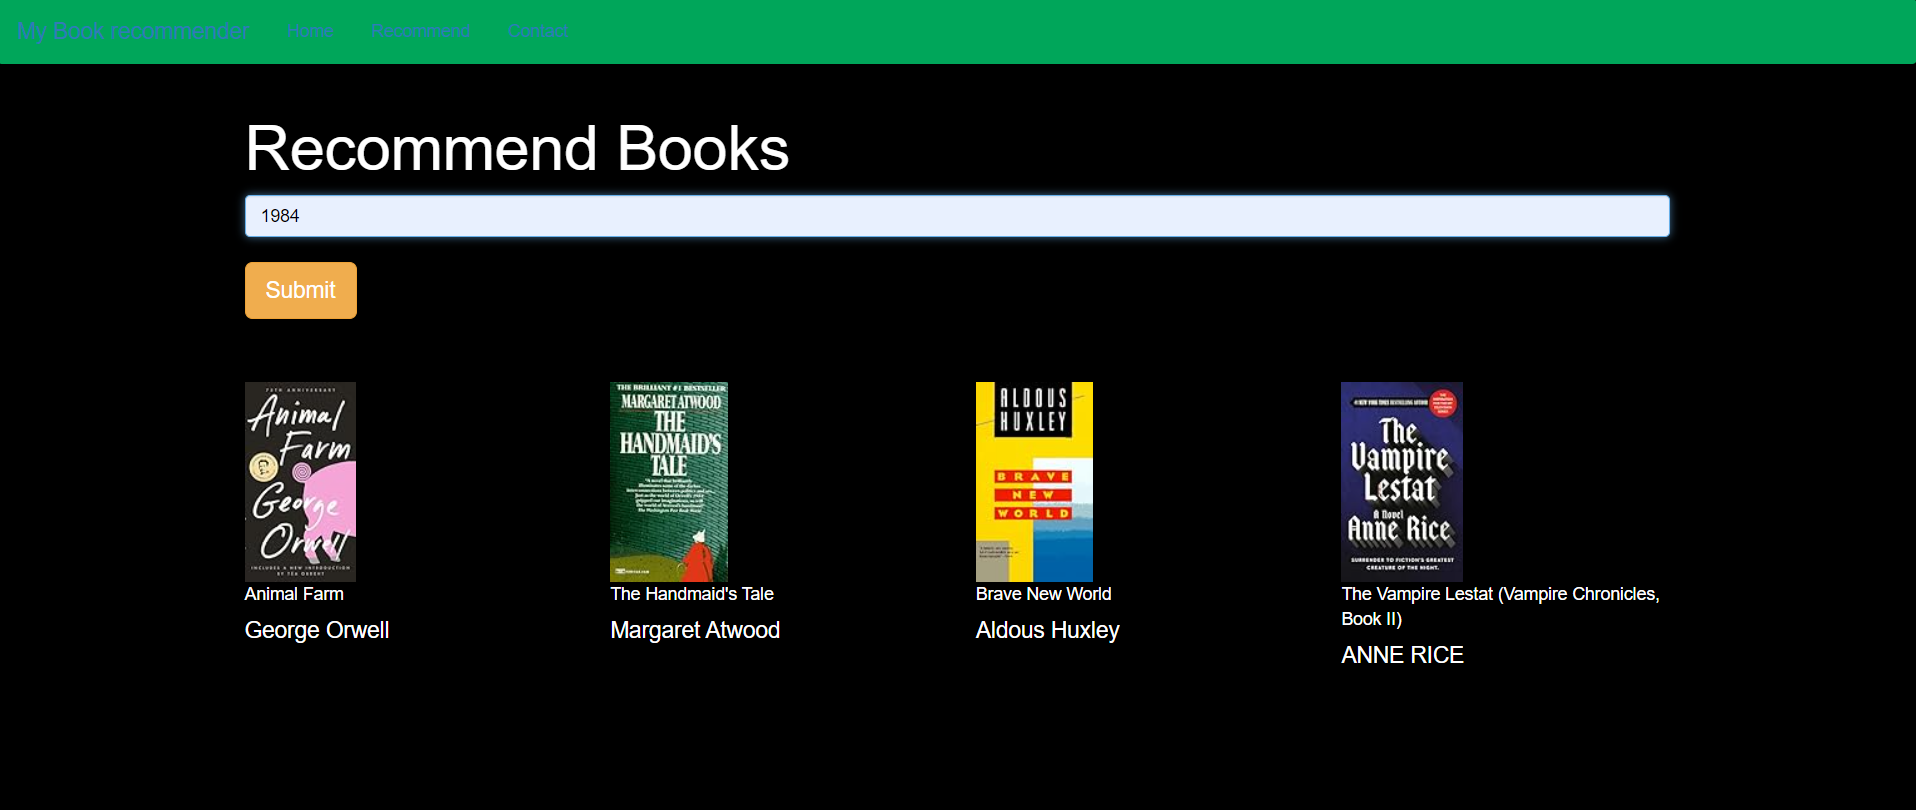 My Book recommender Home Recommend Contact
Recommend Books
1984
Submit
75TH ANNIVERSARY
Animal
Farm
George
Orwell
INCLUDES A NEW INTRODUCTION
BY TÉA OBREHT
Animal Farm
George Orwell
THE BRILLIANT #1 BESTSELLER
MARGARET ATWOOD
THE
HANDMAID'S
TALE
The Handmaid's Tale
Margaret Atwood
ALDOUS
HUXLEY
BRAVE
NEW
WORLD
Brave New World
Aldous Huxley
#1 NEW YORK TIMES BESTSELLING AUTHOR
The
Vampire
Lestat
A Novel
Anne Rice
SURRENDER TO FICTION'S GREATEST
CREATURE OF THE NIGHT.
The Vampire Lestat (Vampire Chronicles,
Book II)
ANNE RICE